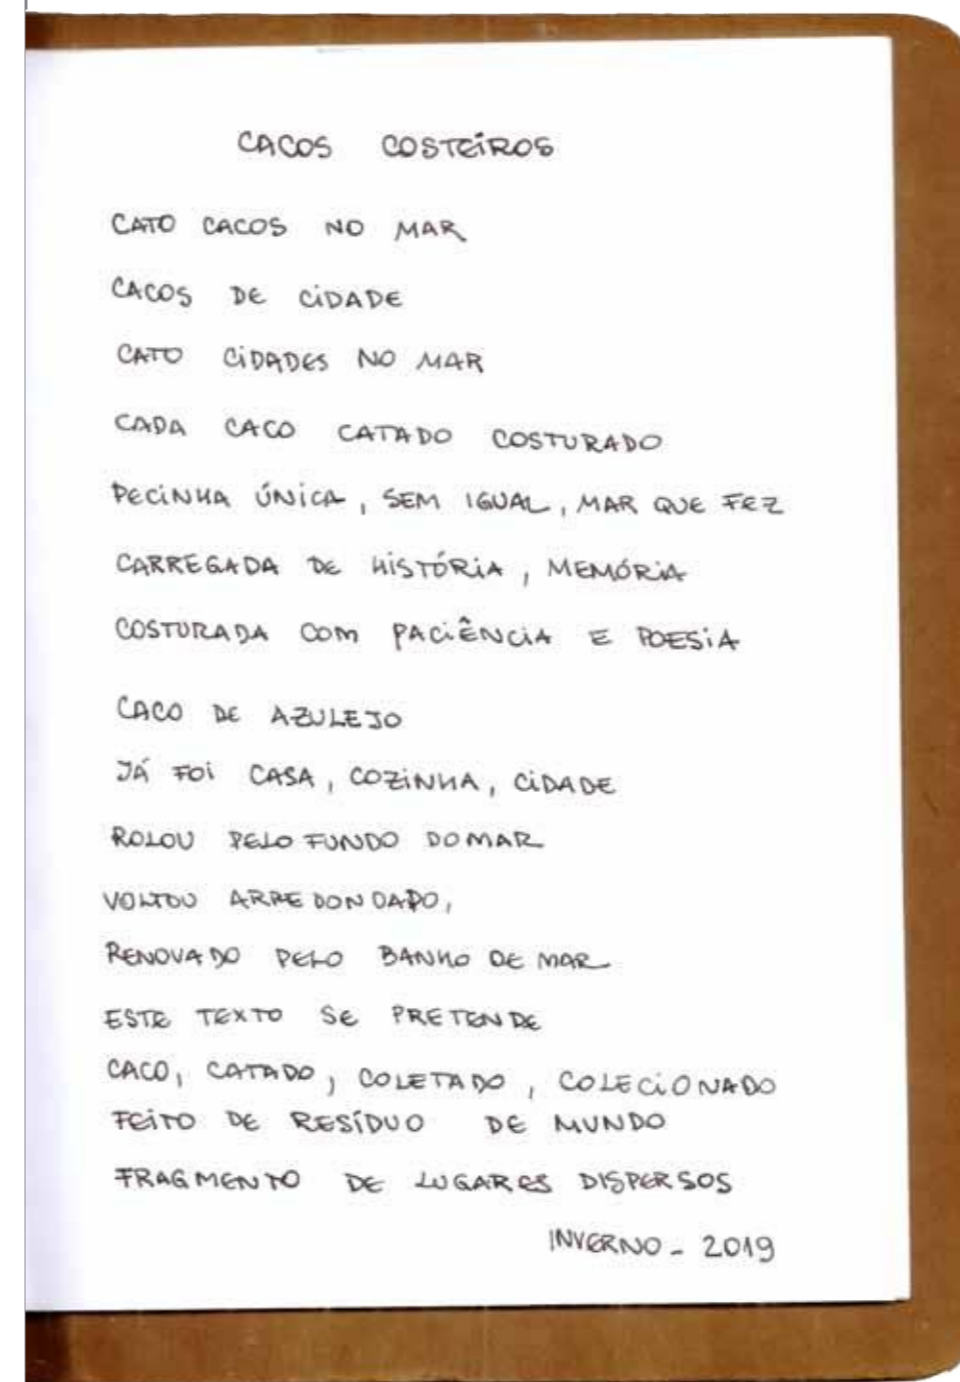 CACOS COSTEIROS
CATO CACOS NO MAR
CACOS DE CIDADE
CATO CIDADES NO MAR
CADA CACO CATADO COSTURADO
PECINHA ÚNICA, SEM IGUAL, MAR QUE FEZ
CARREGADA DE HISTÓRIA, MEMÓRIA
COSTURADA COM PACIÊNCIA E POESIA
CACO DE AZULEJO
JÁ FOI CASA, COZINHA, CIDADE
ROLOU PELO FUNDO DO MAR
VOLTOU ARREDONDADO,
RENOVADO PELO BANHO DE MAR
ESTE TEXTO SE PRETENDE
CACO, CATADO, COLETADO, COLECIONADO
FEITO DE RESÍDUO DE MUNDO
FRAGMENTO DE LUGARES DISPERSOS
INVERNO - 2019